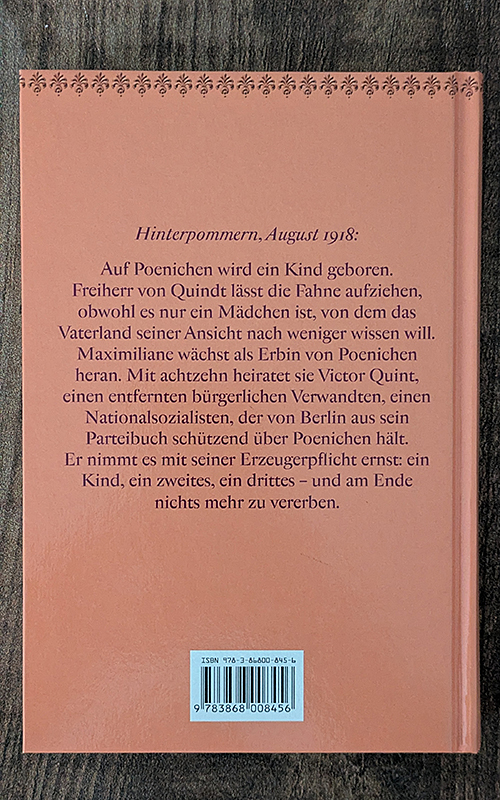 Hinterpommern, August 1918:
Auf Poenichen wird ein Kind geboren.
Freiherr von Quindt lässt die Fahne aufziehen,
obwohl es nur ein Mädchen ist, von dem das
Vaterland seiner Ansicht nach weniger wissen will.
Maximiliane wächst als Erbin von Poenichen
heran. Mit achtzehn heiratet sie Victor Quint,
einen entfernten bürgerlichen Verwandten, einen
Nationalsozialisten, der von Berlin aus sein
Parteibuch schützend über Poenichen hält.
Er nimmt es mit seiner Erzeugerpflicht ernst: ein
Kind, ein zweites, ein drittes – und am Ende
nichts mehr zu vererben.
ISBN 978-3-86800-845-6
9 783868 008456